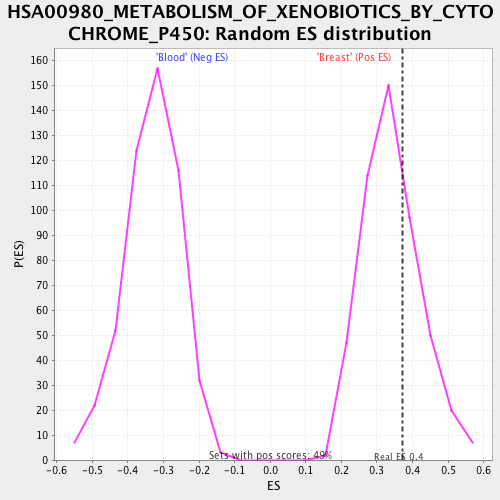 HSA00980_METABOLISM_OF_XENOBIOTICS_BY_CYTO
CHROME_P450: Random ES distribution
'Blood' (Neg ES)
'Breast' (Pos ES)
160
150
140
130
120
110
100
90
80
70
60
50
40
30
20
10
0
P(ES)
Sets with pos scores: 49%
Real ES 0.4
-0.6 -0.5 -0.4 -0.3 -0.2 -0.1 0.0 0.1 0.2 0.3 0.4 0.5 0.6
ES